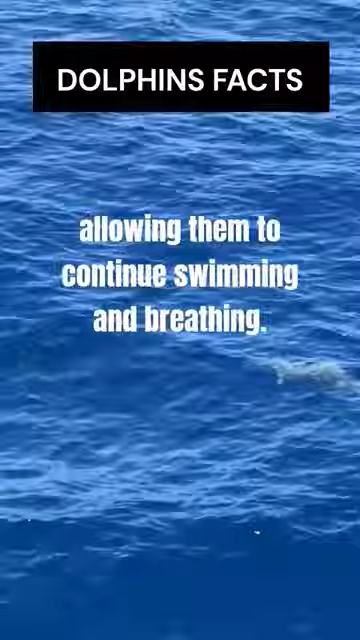 DOLPHINS FACTS
allowing them to
continue swimming
and breathing.